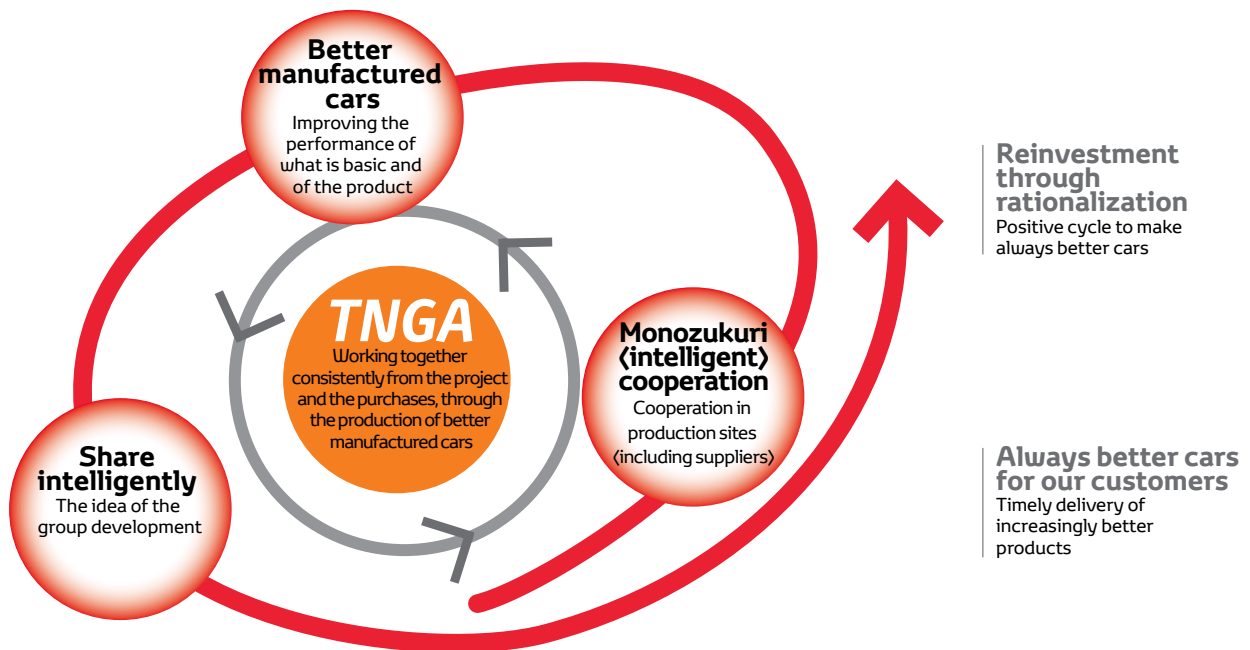 Better
manufactured
cars
Improving the
performance of
what is basic and
of the product
TNGA
Working together
consistently from the project
and the purchases, through
the production of better
manufactured cars
Monozukuri
⟨intelligent⟩
cooperation
Cooperation in
production sites
⟨including suppliers⟩
Share
intelligently
The idea of the
group development
Reinvestment
through
rationalization
Positive cycle to make
always better cars
Always better cars
for our customers
Timely delivery of
increasingly better
products